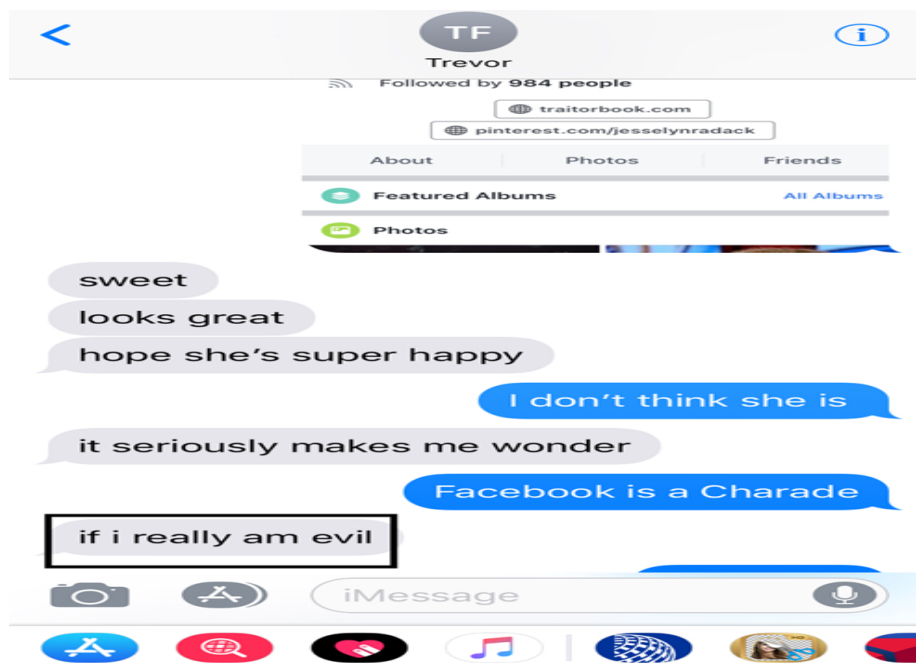 TF
Trevor
Followed by 984 people
traitorbook.com
pinterest.com/jesselynradack
About Photos Friends
Featured Albums All Albums
Photos
sweet
looks great
hope she's super happy
I don't think she is
it seriously makes me wonder
Facebook is a Charade
if i really am evil
iMessage